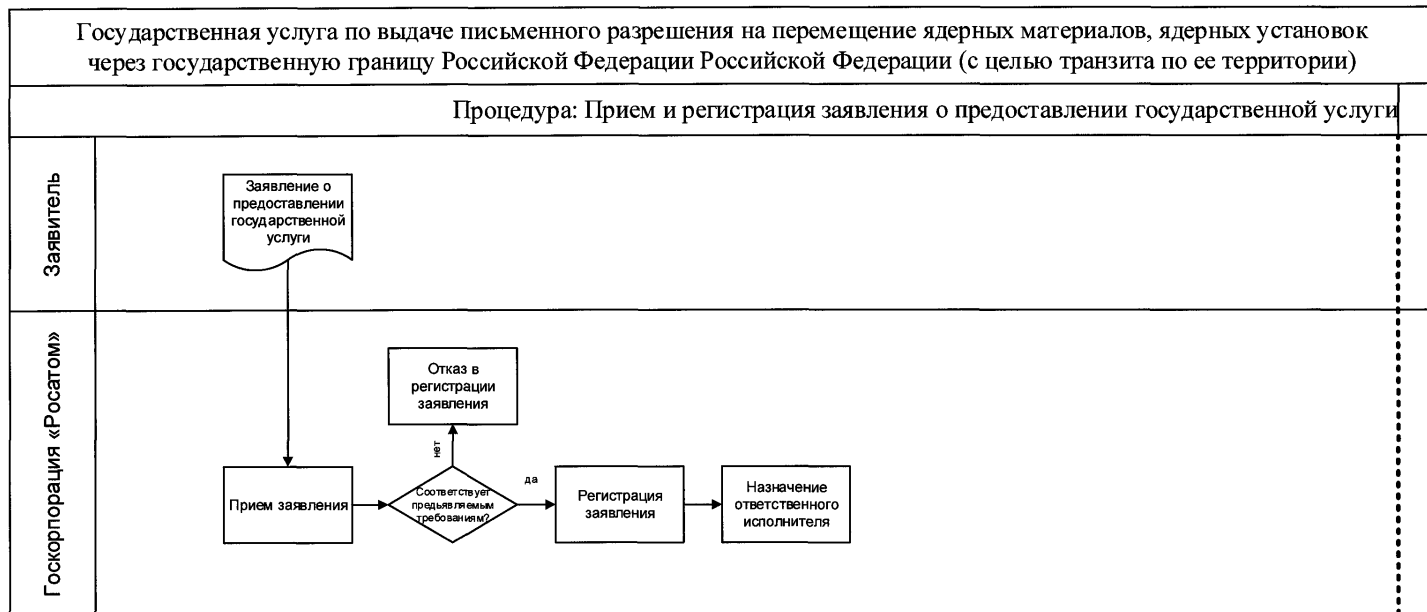 Государственная услуга по выдаче письменного разрешения на перемещение ядерных материалов, ядерных установок
через государственную границу Российской Федерации Российской Федерации (с целью транзита по ее территории)
Процедура: Прием и регистрация заявления о предоставлении государственной услуги
Заявитель
Заявление о
предоставлении
государственной
услуги
Госкорпорация «Росатом»
Отказ в
регистрации
заявления
нет
Прием заявления
Соответствует
предъявляемым
требованиям?
да
Регистрация
заявления
Назначение
ответственного
исполнителя